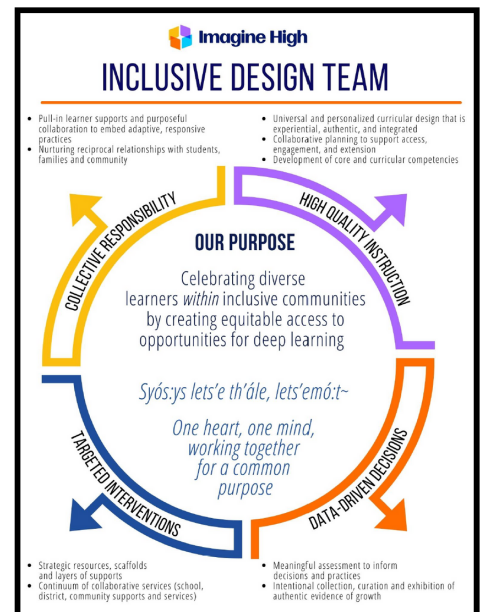 Imagine High
INCLUSIVE DESIGN TEAM
• Pull-in learner supports and purposeful
collaboration to embed adaptive, responsive
practices
• Nurturing reciprocal relationships with students,
families and community
• Universal and personalized curricular design that is
experiential, authentic, and integrated
• Collaborative planning to support access,
engagement, and extension
• Development of core and curricular competencies
COLLECTIVE RESPONSIBILITY
HIGH QUALITY INSTRUCTION
OUR PURPOSE
Celebrating diverse
learners within inclusive communities
by creating equitable access to
opportunities for deep learning
Syós:ys lets'e th'ále, lets'emó:t~
One heart, one mind,
working together
for a common
purpose
TARGETED INTERVENTIONS
DATA-DRIVEN DECISIONS
• Strategic resources, scaffolds
and layers of supports
• Continuum of collaborative services (school,
district, community supports and services)
• Meaningful assessment to inform
decisions and practices
• Intentional collection, curation and exhibition of
authentic evidence of growth